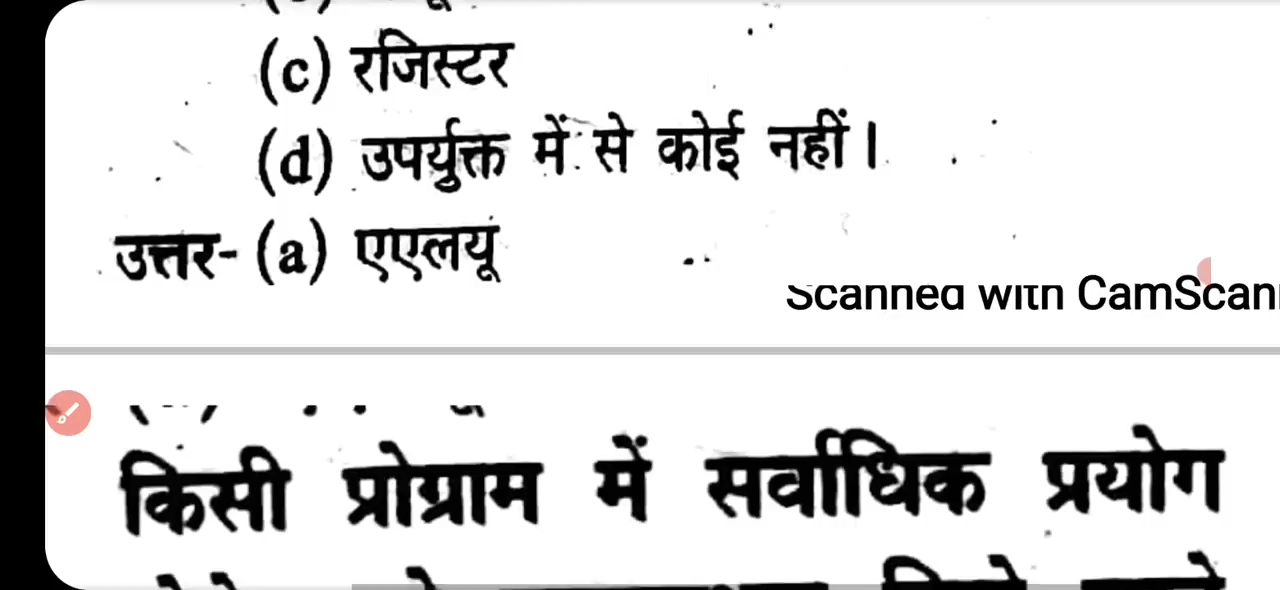 (c) रजिस्टर
(d) उपर्युक्त में से कोई नहीं।
उत्तर- (a) एएलयू
Scanned with CamScan
किसी प्रोग्राम में सर्वाधिक प्रयोग